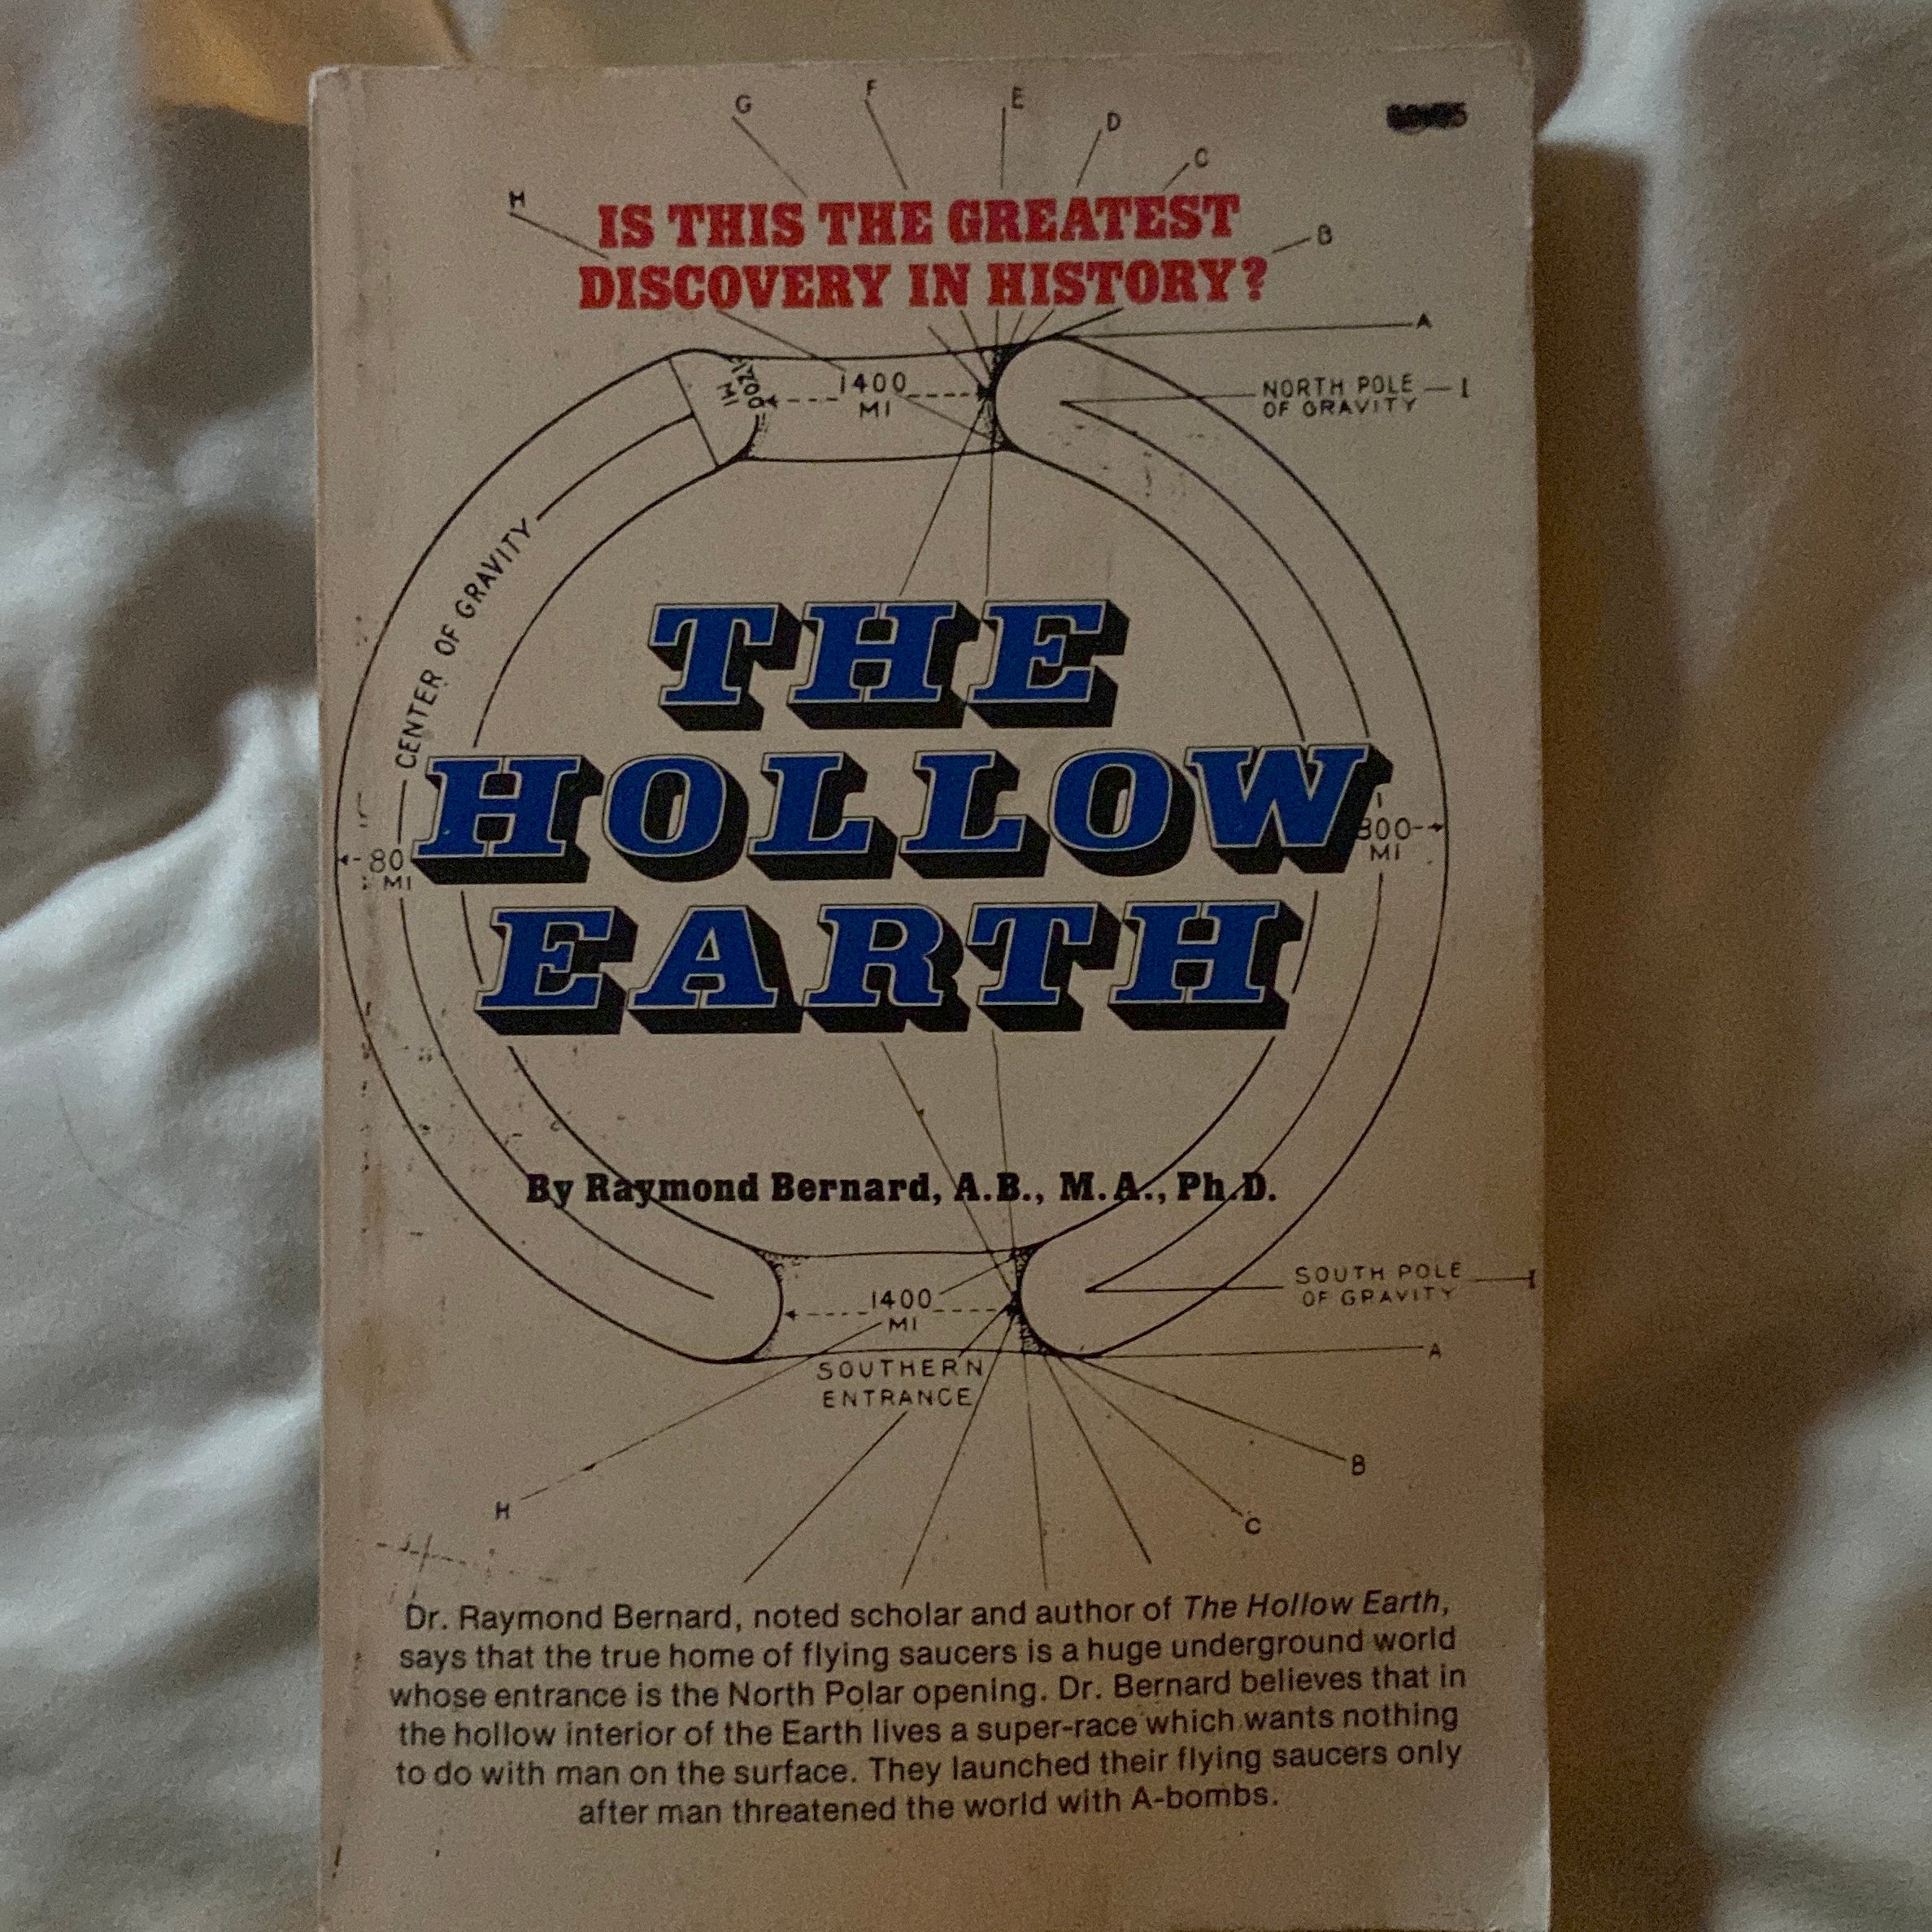 G
F
E
D
C
H
B
IS THIS THE GREATEST
DISCOVERY IN HISTORY?
A
1200
MI
1400
MI
NORTH POLE
OF GRAVITY
I
CENTER OF GRAVITY
THE
HOLLOW
EARTH
80
MI
800
MI
By Raymond Bernard, A.B., M.A., Ph.D.
1400
MI
SOUTH POLE
OF GRAVITY
I
A
SOUTHERN
ENTRANCE
B
H
C
Dr. Raymond Bernard, noted scholar and author of The Hollow Earth,
says that the true home of flying saucers is a huge underground world
whose entrance is the North Polar opening. Dr. Bernard believes that in
the hollow interior of the Earth lives a super-race which wants nothing
to do with man on the surface. They launched their flying saucers only
after man threatened the world with A-bombs.